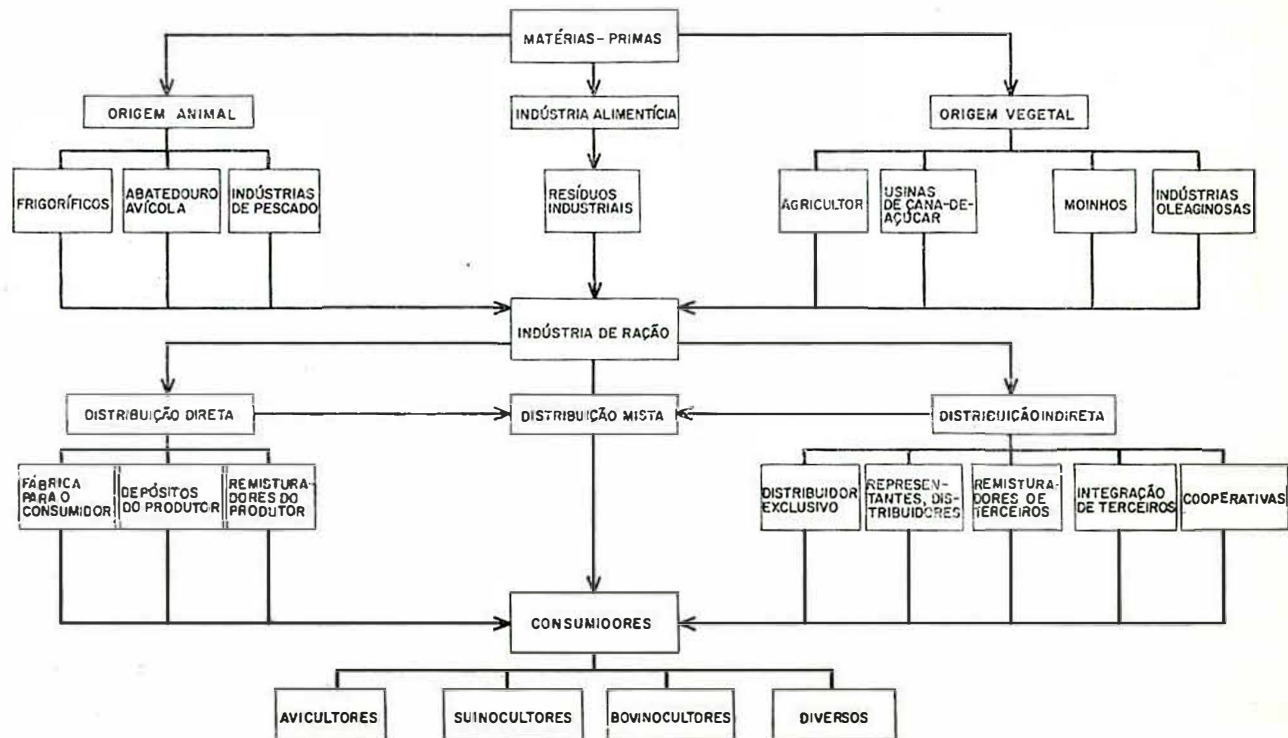 MATÉRIAS-PRIMAS
ORIGEM ANIMAL
INDÚSTRIA ALIMENTÍCIA
ORIGEM VEGETAL
FRIGORÍFICOS
ABATEDOURO
AVÍCOLA
INDÚSTRIAS
DE PESCADO
RESÍDUOS
INDUSTRIAIS
AGRICULTOR
USINAS
DE CANA-DE-
AÇÚCAR
MOINHOS
INDÚSTRIAS
OLEAGINOSAS
INDÚSTRIA DE RAÇÃO
DISTRIBUIÇÃO DIRETA
DISTRIBUIÇÃO MISTA
DISTRIBUIÇÃO INDIRETA
FÁBRICA
PARA O
CONSUMIDOR
DEPÓSITOS
DO PRODUTOR
REMISTURA-
DORES DO
PRODUTOR
DISTRIBUIDOR
EXCLUSIVO
REPRESEN-
TANTES, DIS-
TRIBUIDORES
REMISTURA-
DORES DE
TERCEIROS
INTEGRAÇÃO
DE TERCEIROS
COOPERATIVAS
CONSUMIDORES
AVICULTORES
SUINOCULTORES
BOVINOCULTORES
DIVERSOS